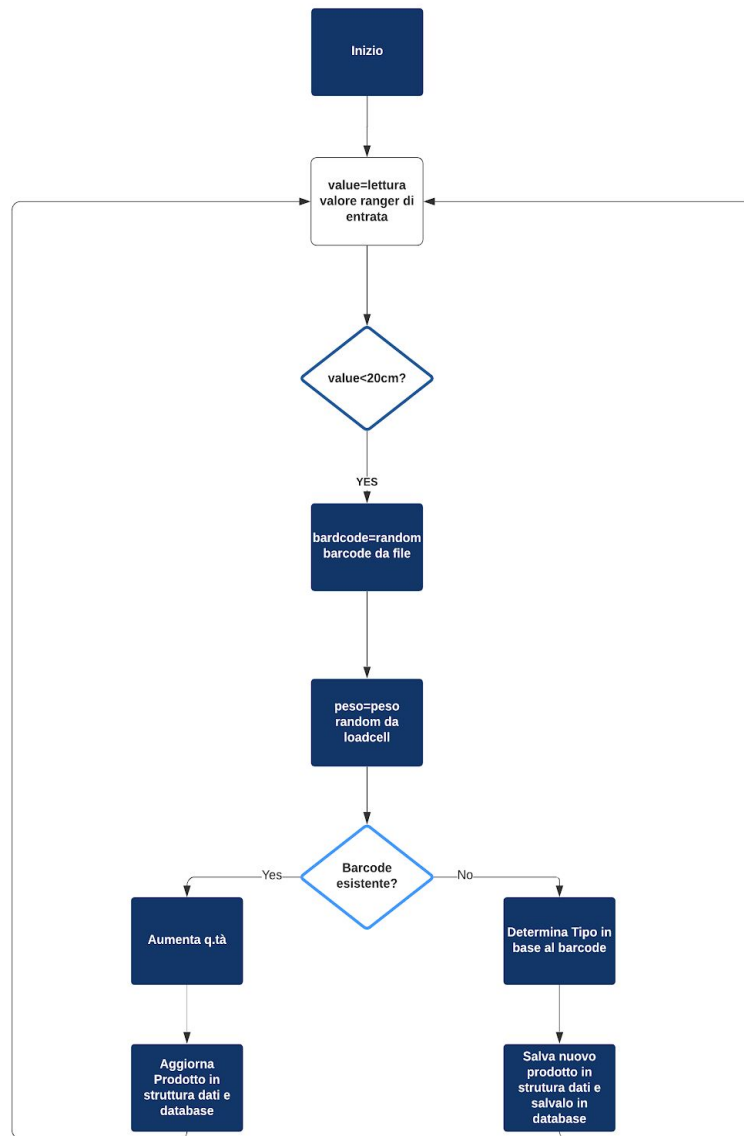 Inizio
value=lettura
valore ranger di
entrata
value<20cm?
YES
bardcode=random
barcode da file
peso=peso
random da
loadcell
Barcode
esistente?
Yes
No
Aumenta q.tà
Determina Tipo in
base al barcode
Aggiorna
Prodotto in
struttura dati e
database
Salva nuovo
prodotto in
strutura dati e
salvalo in
database